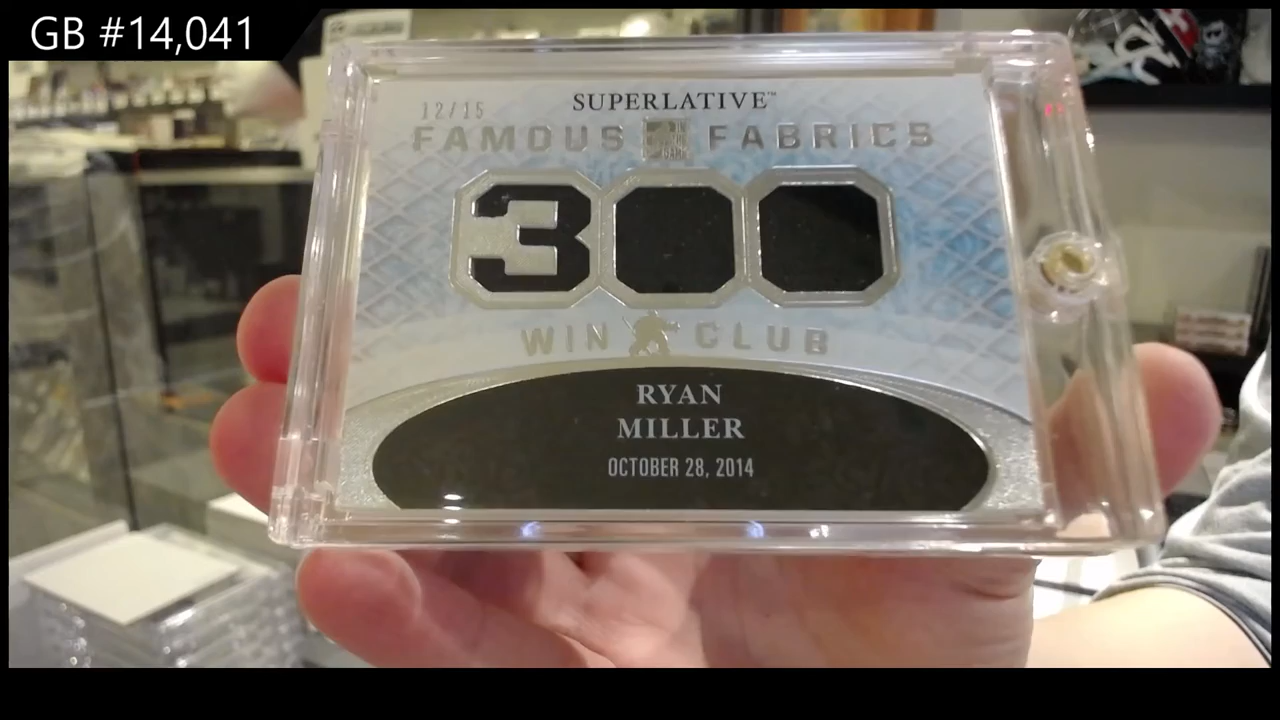 GB #14,041
12/15
SUPERLATIVE™
FAMOUS FABRICS
300
WIN CLUB
RYAN
MILLER
OCTOBER 28, 2014